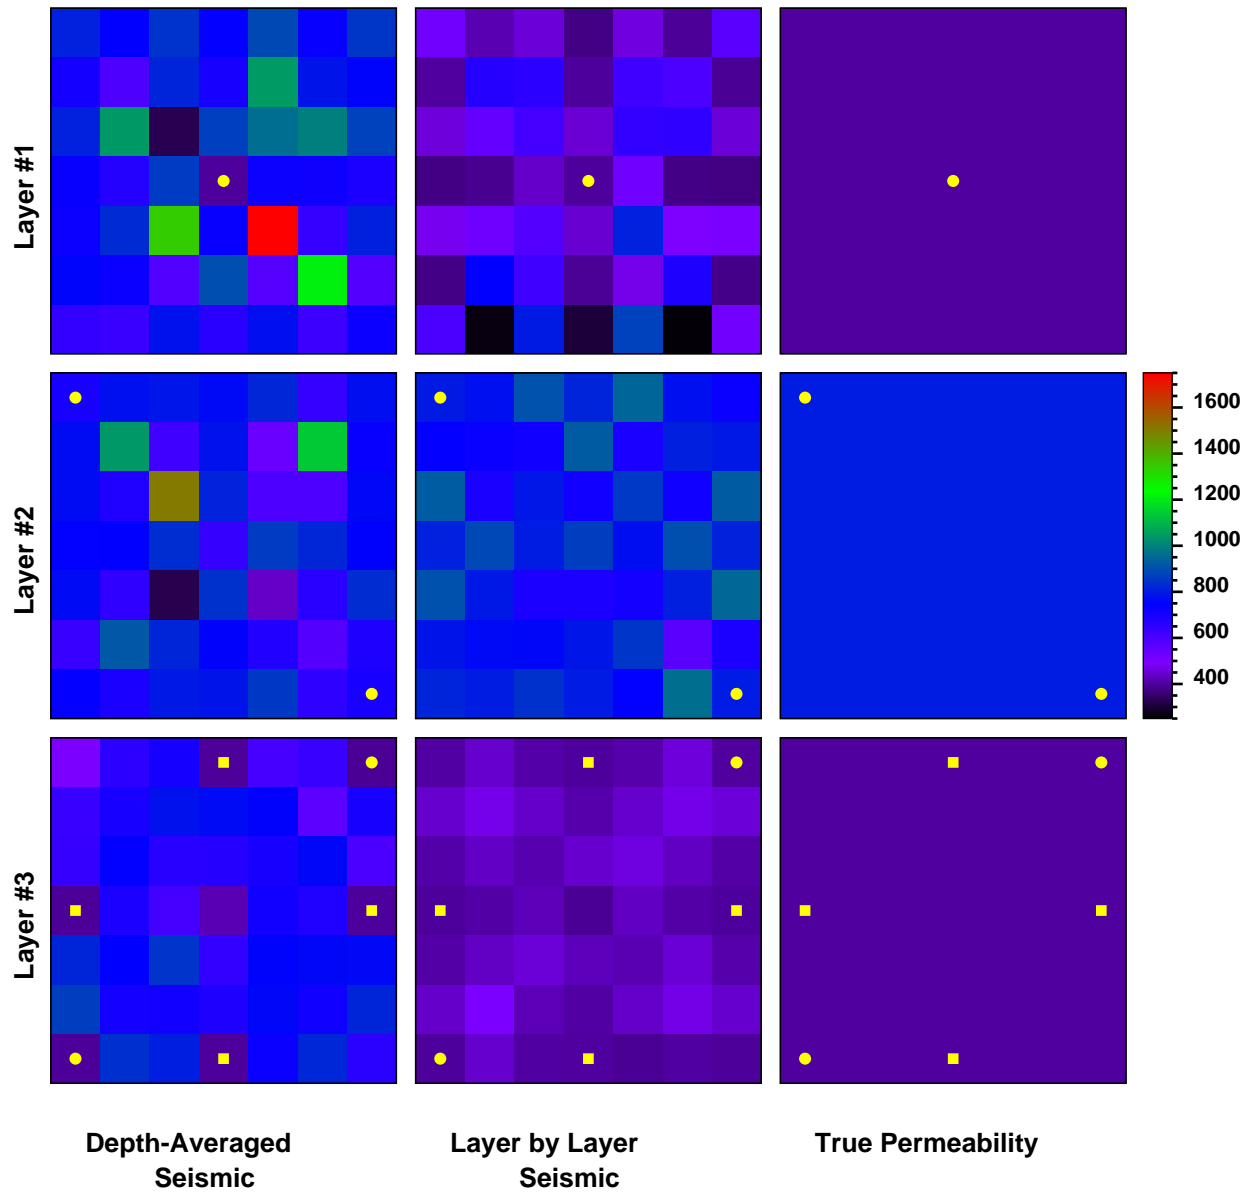 Layer #1
Layer #2
Layer #3
1600
1400
1200
1000
800
600
400
Depth-Averaged
Seismic
Layer by Layer
Seismic
True Permeability